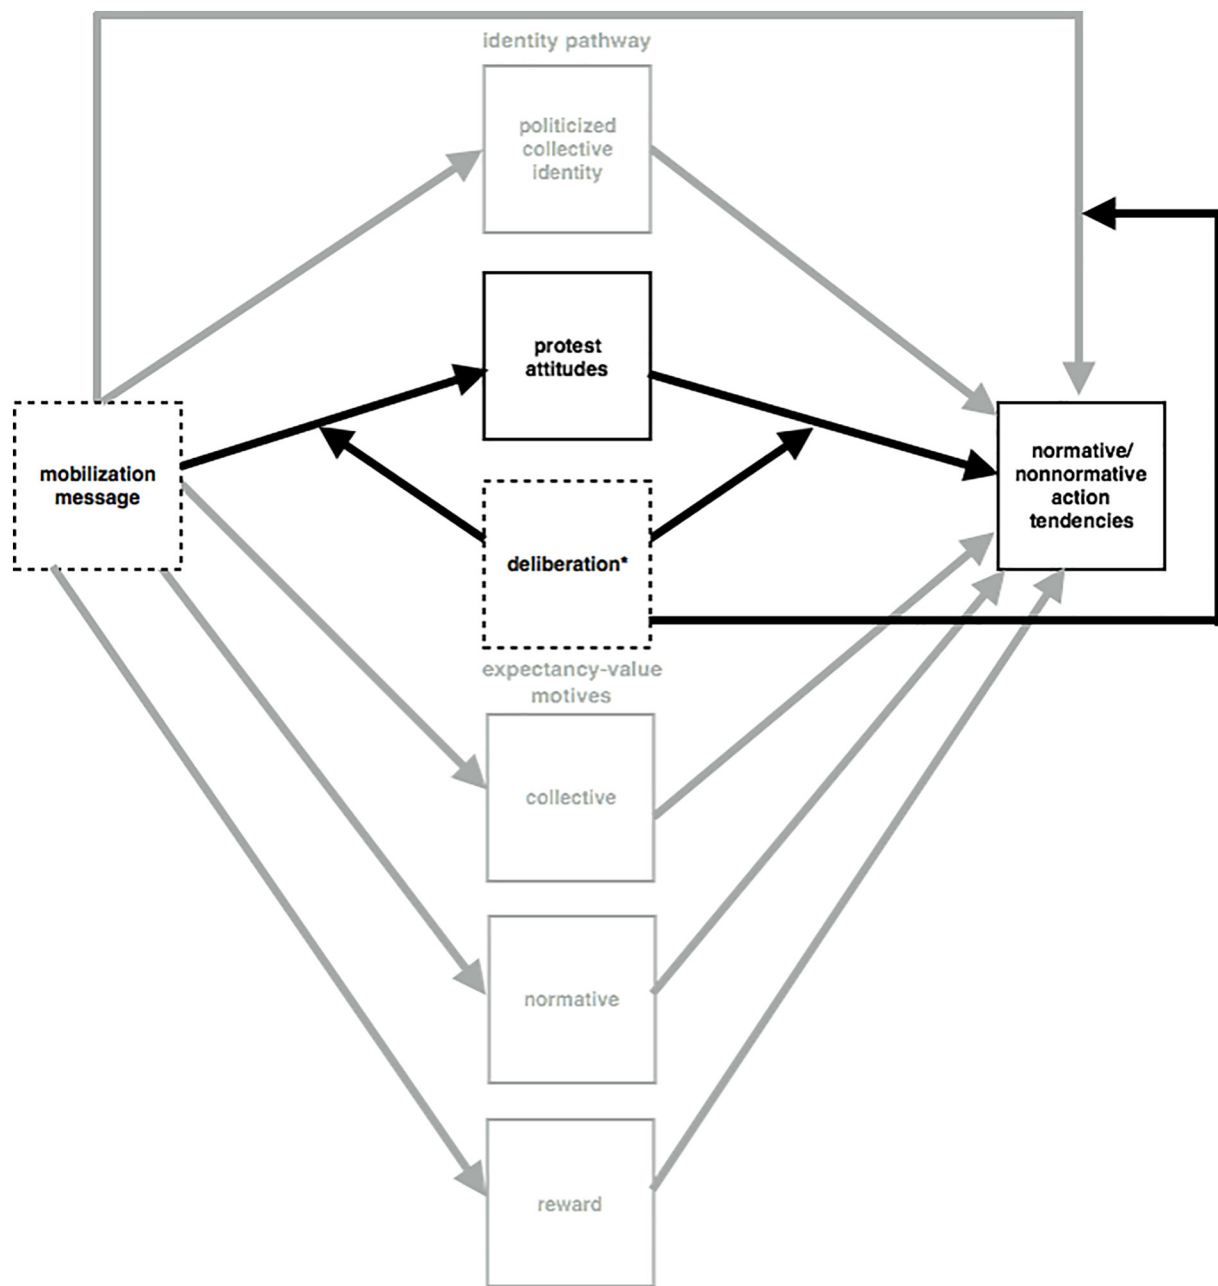 identity pathway
politicized
collective
identity
protest
attitudes
mobilization
message
normative/
nonnormative
action
tendencies
deliberation*
expectancy-value
motives
collective
normative
reward